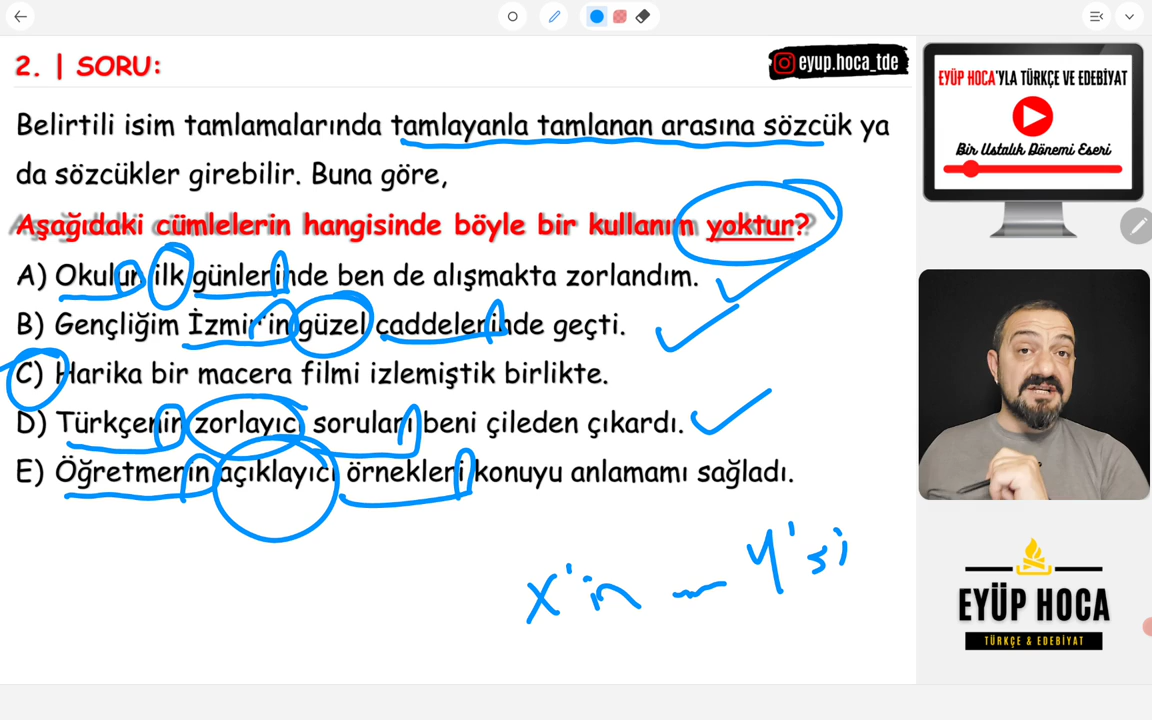 2. | SORU:
eyup.hoca_tde
Belirtili isim tamlamalarında tamlayanla tamlanan arasına sözcük ya
da sözcükler girebilir. Buna göre,
Aşağıdaki cümlelerin hangisinde böyle bir kullanım yoktur?
A) Okulun ilk günlerinde ben de alışmakta zorlandım.
B) Gençliğim İzmir'in güzel caddelerinde geçti.
C) Harika bir macera filmi izlemiştik birlikte.
D) Türkçenin zorlayıcı soruları beni çileden çıkardı.
E) Öğretmenin açıklayıcı örnekleri konuyu anlamamı sağladı.
x'in — y'si
EYÜP HOCA'YLA TÜRKÇE VE EDEBİYAT
Bir Ustalık Dönemi Eseri
EYÜP HOCA
TÜRKÇE & EDEBİYAT